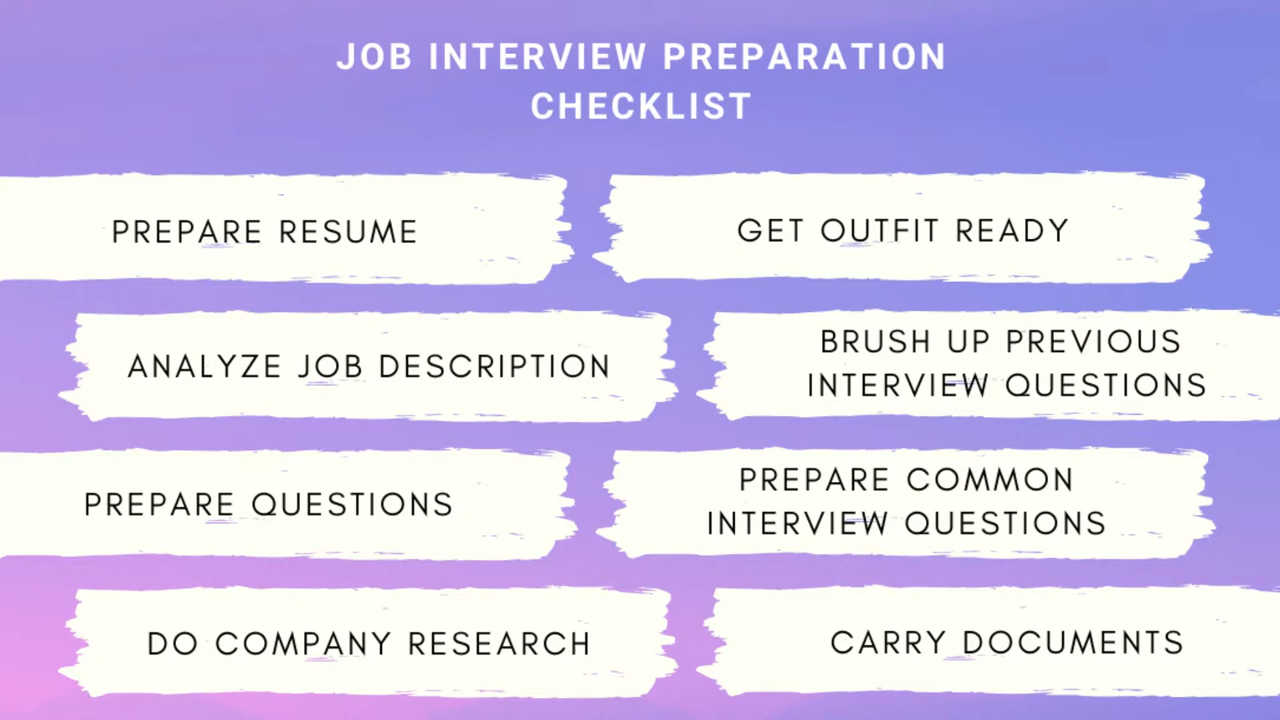 JOB INTERVIEW PREPARATION
CHECKLIST
PREPARE RESUME
GET OUTFIT READY
ANALYZE JOB DESCRIPTION
BRUSH UP PREVIOUS
INTERVIEW QUESTIONS
PREPARE QUESTIONS
PREPARE COMMON
INTERVIEW QUESTIONS
DO COMPANY RESEARCH
CARRY DOCUMENTS